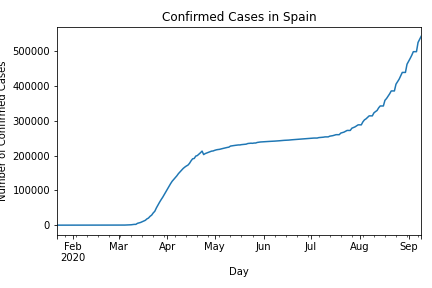 Confirmed Cases in Spain
Number of Confirmed Cases
500000
400000
300000
200000
100000
0
Feb Mar Apr May Jun Jul Aug Sep
2020
Day